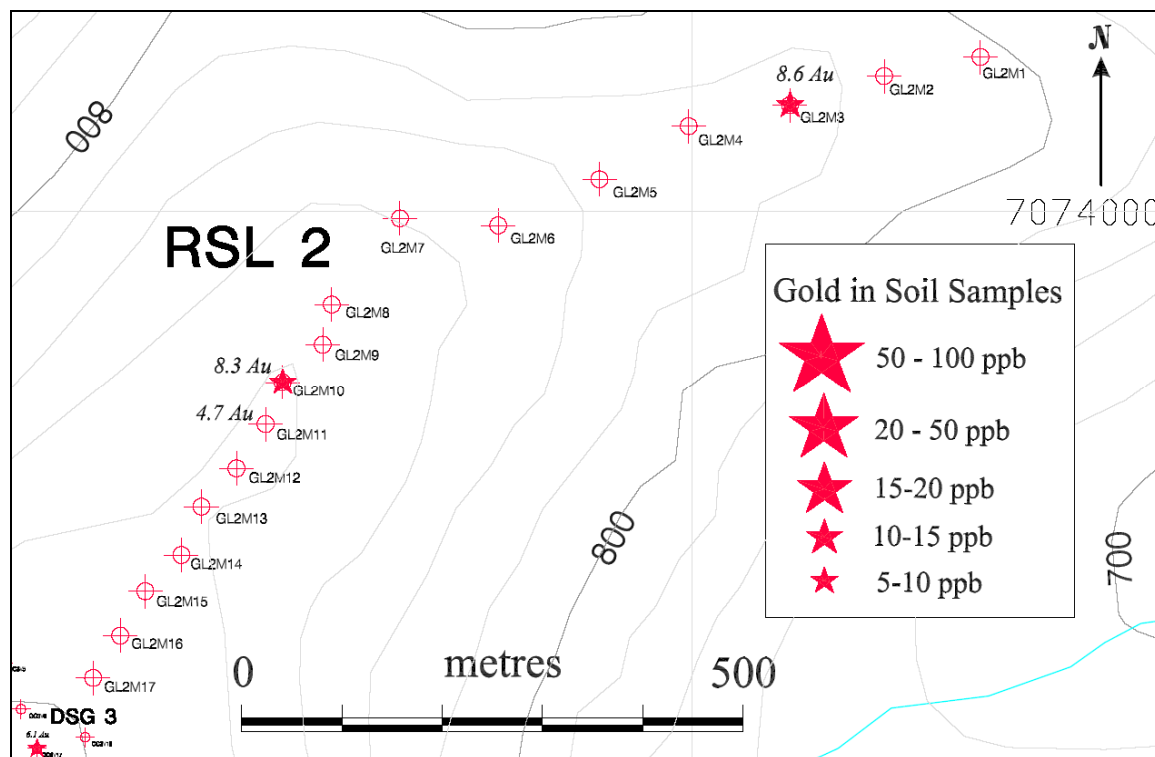 N
GL2M1
GL2M2
8.6 Au
GL2M3
GL2M4
800
GL2M5
7074000
RSL 2
GL2M7
GL2M6
GL2M8
GL2M9
8.3 Au
GL2M10
4.7 Au
GL2M11
GL2M12
GL2M13
GL2M14
GL2M15
GL2M16
GL2M17
Gold in Soil Samples
50 - 100 ppb
20 - 50 ppb
15-20 ppb
10-15 ppb
5-10 ppb
800
700
0 metres 500
DSG 3
6.1 Au